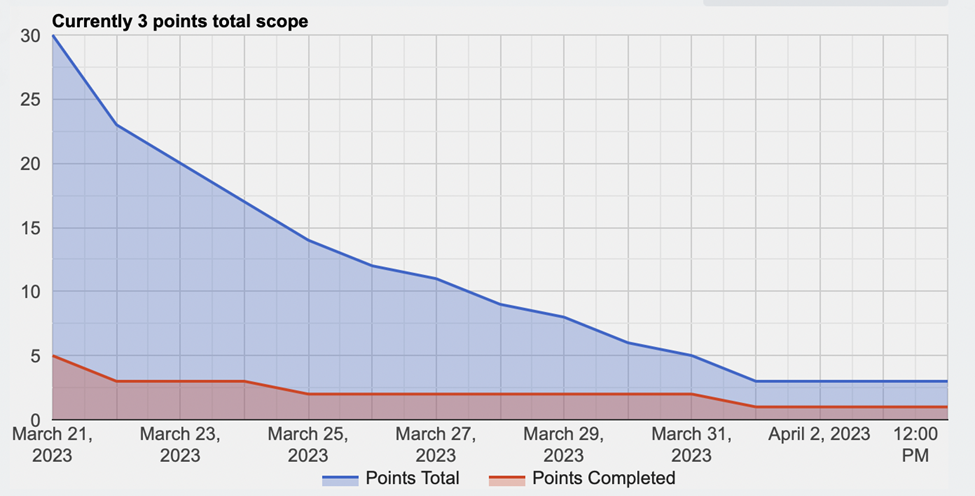 Currently 3 points total scope
30
25
20
15
10
5
0
March 21, 2023
March 23, 2023
March 25, 2023
March 27, 2023
March 29, 2023
March 31, 2023
April 2, 2023
12:00 PM
Points Total
Points Completed